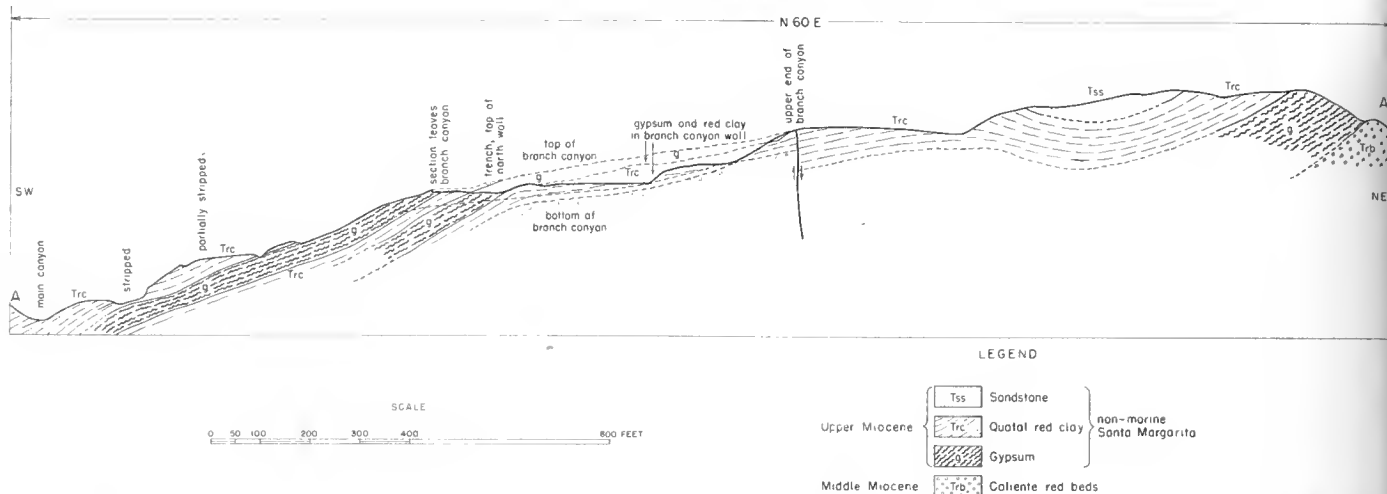 N 60 E
SW
NE
A
A
main canyon
Trc
stripped
partially stripped
Trc
g
Trc
g
section leaves
branch canyon
g
trench, top of
north wall
top of
branch canyon
g
bottom of
branch canyon
gypsum and red clay
in branch canyon wall
g
Trc
upper end of
branch canyon
Trc
Tss
Trc
g
Trb
SCALE
0 50 100 200 300 400 600 FEET
LEGEND
Upper Miocene
Tss Sandstone
Trc Quatal red clay
g Gypsum
non-marine
Santa Margarita
Middle Miocene Trb Caliente red beds